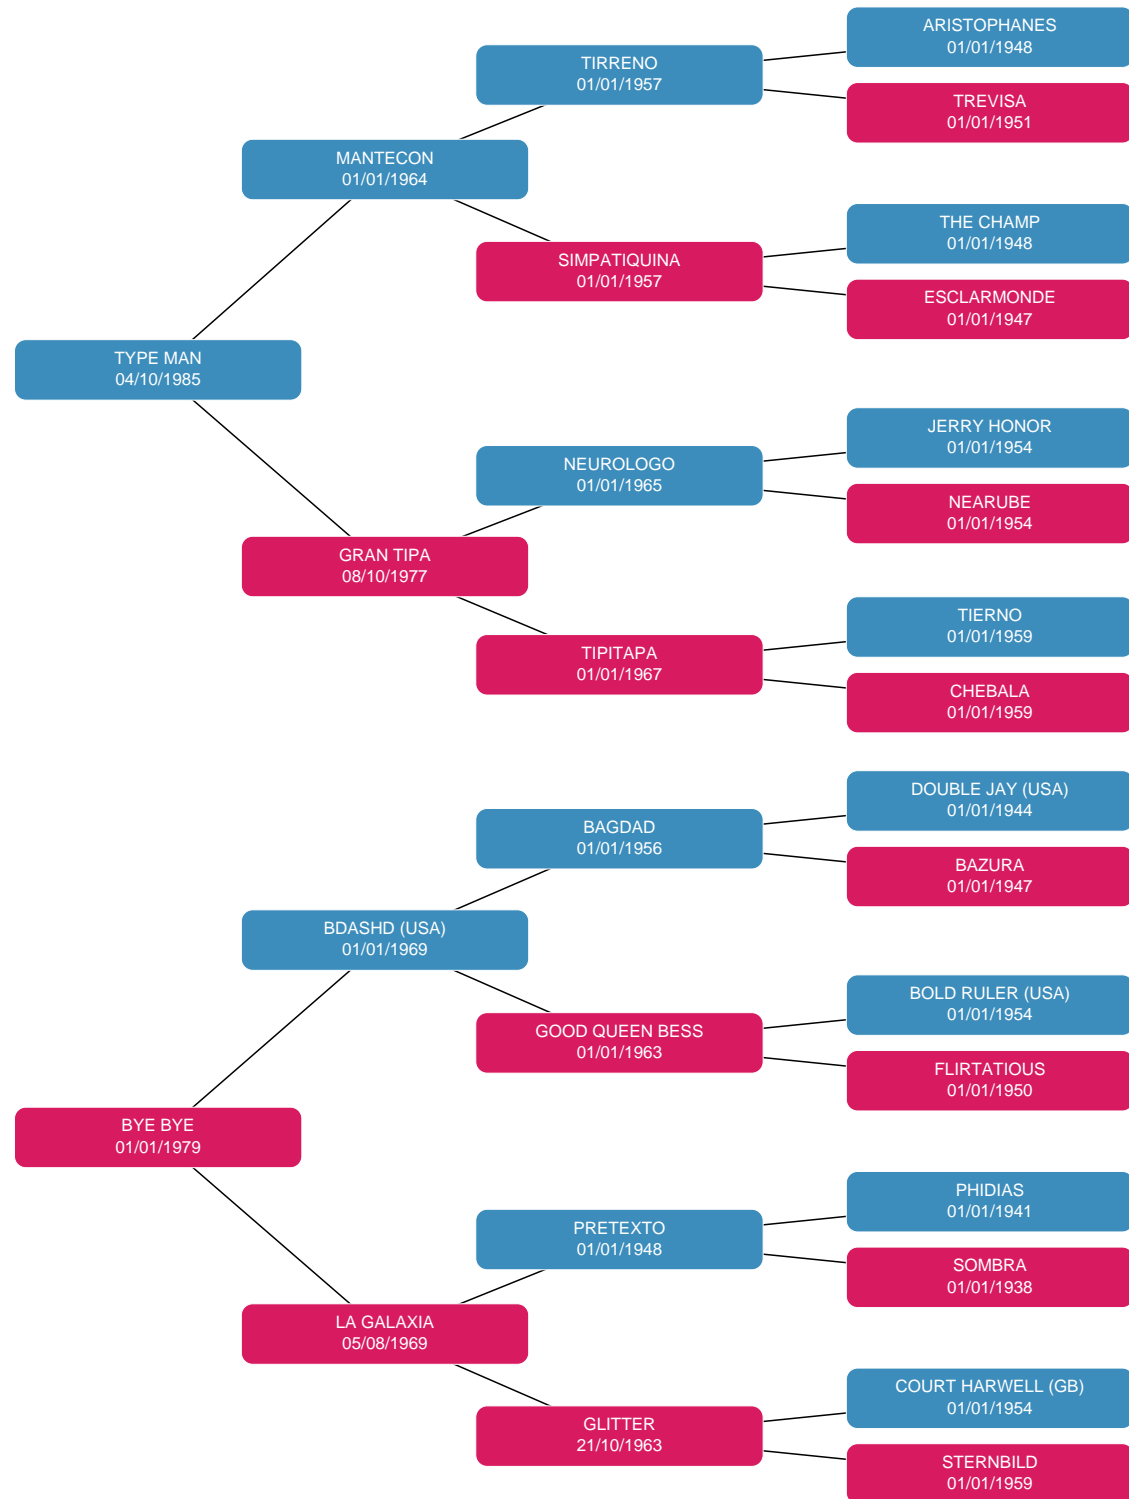 ARISTOPHANES
01/01/1948
TIRRENO
01/01/1957
TREVISA
01/01/1951
MANTECON
01/01/1964
THE CHAMP
01/01/1948
SIMPATIQUINA
01/01/1957
ESCLARMONDE
01/01/1947
TYPE MAN
04/10/1985
JERRY HONOR
01/01/1954
NEUROLOGO
01/01/1965
NEARUBE
01/01/1954
GRAN TIPA
08/10/1977
TIERNO
01/01/1959
TIPITAPA
01/01/1967
CHEBALA
01/01/1959
DOUBLE JAY (USA)
01/01/1944
BAGDAD
01/01/1956
BAZURA
01/01/1947
BDASHD (USA)
01/01/1969
BOLD RULER (USA)
01/01/1954
GOOD QUEEN BESS
01/01/1963
FLIRTATIOUS
01/01/1950
BYE BYE
01/01/1979
PHIDIAS
01/01/1941
PRETEXTO
01/01/1948
SOMBRA
01/01/1938
LA GALAXIA
05/08/1969
COURT HARWELL (GB)
01/01/1954
GLITTER
21/10/1963
STERNBILD
01/01/1959